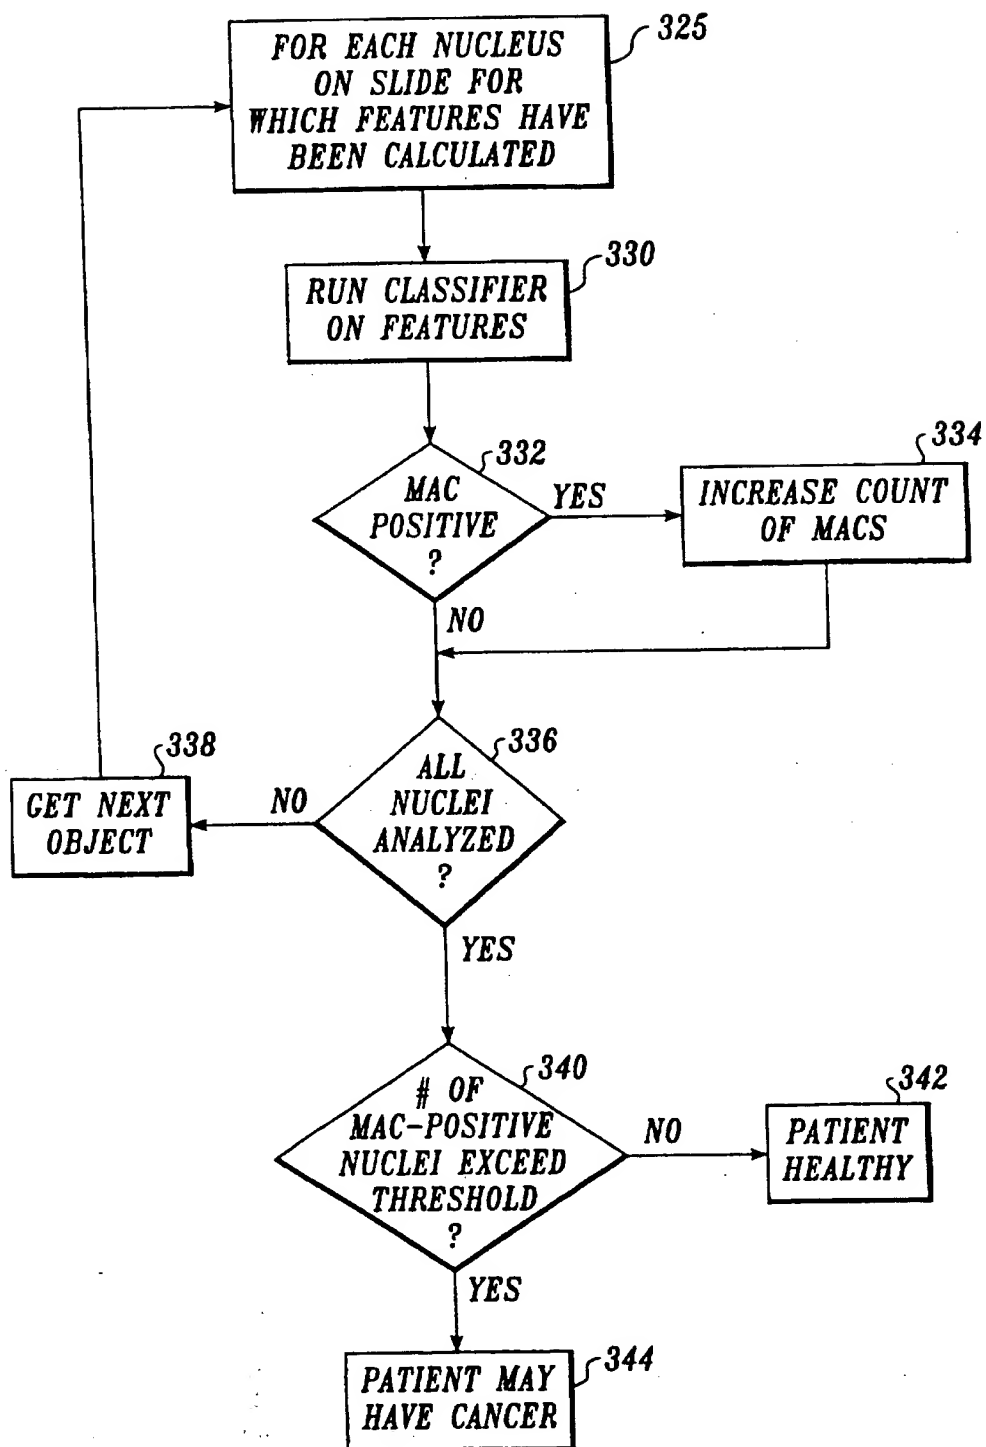 325
FOR EACH NUCLEUS
ON SLIDE FOR
WHICH FEATURES HAVE
BEEN CALCULATED
330
RUN CLASSIFIER
ON FEATURES
332
MAC
POSITIVE
?
YES
334
INCREASE COUNT
OF MACS
NO
336
ALL
NUCLEI
ANALYZED
?
NO
338
GET NEXT
OBJECT
YES
340
# OF
MAC-POSITIVE
NUCLEI EXCEED
THRESHOLD
?
NO
342
PATIENT
HEALTHY
YES
344
PATIENT MAY
HAVE CANCER